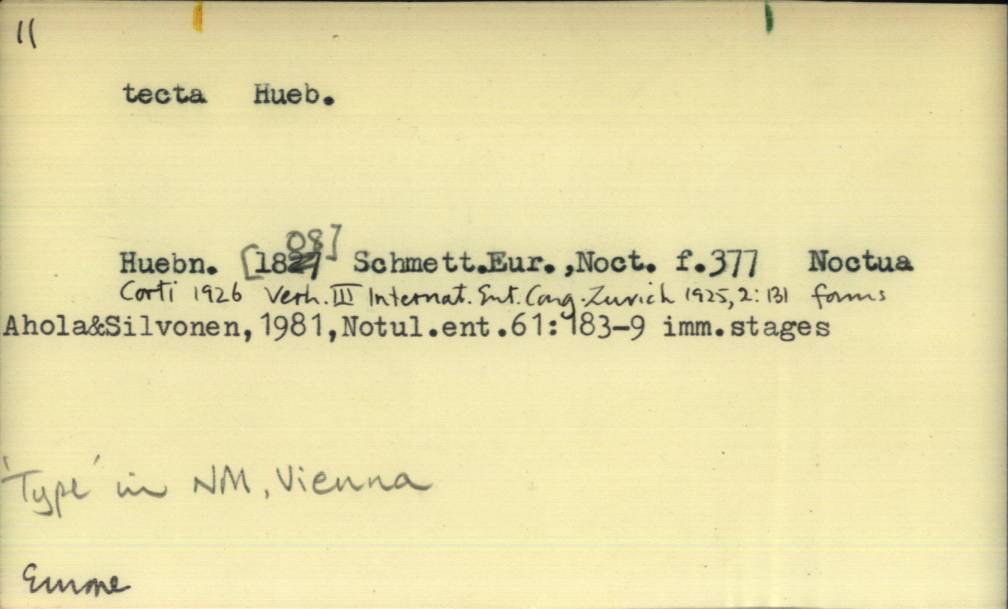 11
tecta Hueb.
Huebn. [1808] Schmett.Eur.,Noct. f.377 Noctua
Corti 1926 Verh. III Internat. Ent. Cong. Zurich 1925, 2: 131 forms
Ahola&Silvonen,1981,Notul.ent.61:183-9 imm.stages
'Type' in NM, Vienna
Europe